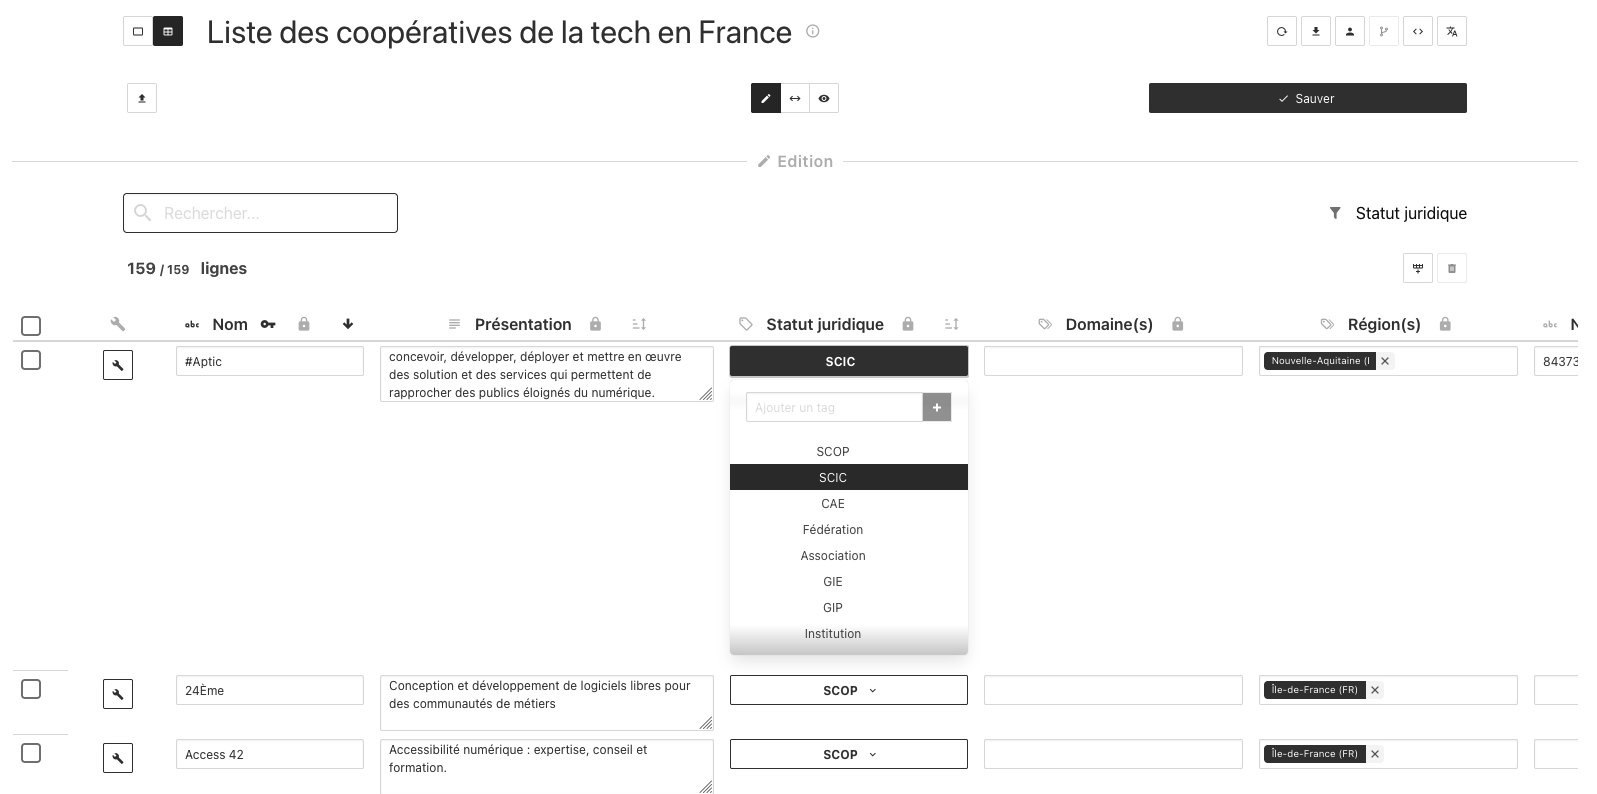 Liste des coopératives de la tech en France
Sauver
Edition
Rechercher...
Statut juridique
159 / 159 lignes
abc Nom Présentation Statut juridique Domaine(s) Région(s) abc
#Aptic
concevoir, développer, déployer et mettre en œuvre
des solution et des services qui permettent de
rapprocher des publics éloignés du numérique.
SCIC
Nouvelle-Aquitaine (
84373
Ajouter un tag
SCOP
SCIC
CAE
Fédération
Association
GIE
GIP
Institution
24Ème
Conception et développement de logiciels libres pour
des communautés de métiers
SCOP
Île-de-France (FR)
Access 42
Accessibilité numérique : expertise, conseil et
formation.
SCOP
Île-de-France (FR)